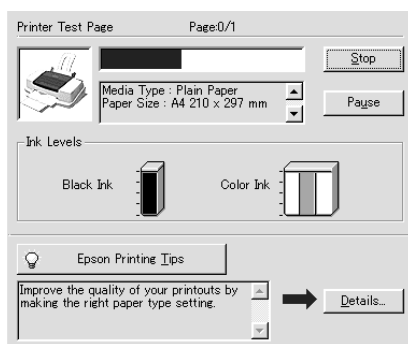 Printer Test Page Page:0/1
Stop
Media Type : Plain Paper
Paper Size : A4 210 x 297 mm
Pause
Ink Levels
Black Ink Color Ink
Epson Printing Tips
Improve the quality of your printouts by
making the right paper type setting.
Details...